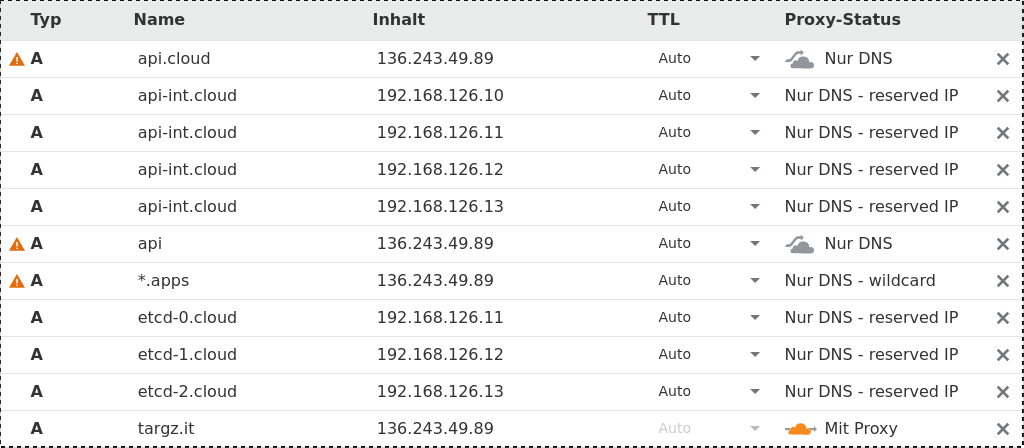 Typ Name Inhalt TTL Proxy-Status
A api.cloud 136.243.49.89 Auto Nur DNS
A api-int.cloud 192.168.126.10 Auto Nur DNS - reserved IP
A api-int.cloud 192.168.126.11 Auto Nur DNS - reserved IP
A api-int.cloud 192.168.126.12 Auto Nur DNS - reserved IP
A api-int.cloud 192.168.126.13 Auto Nur DNS - reserved IP
A api 136.243.49.89 Auto Nur DNS
A *.apps 136.243.49.89 Auto Nur DNS - wildcard
A etcd-0.cloud 192.168.126.11 Auto Nur DNS - reserved IP
A etcd-1.cloud 192.168.126.12 Auto Nur DNS - reserved IP
A etcd-2.cloud 192.168.126.13 Auto Nur DNS - reserved IP
A targz.it 136.243.49.89 Auto Mit Proxy